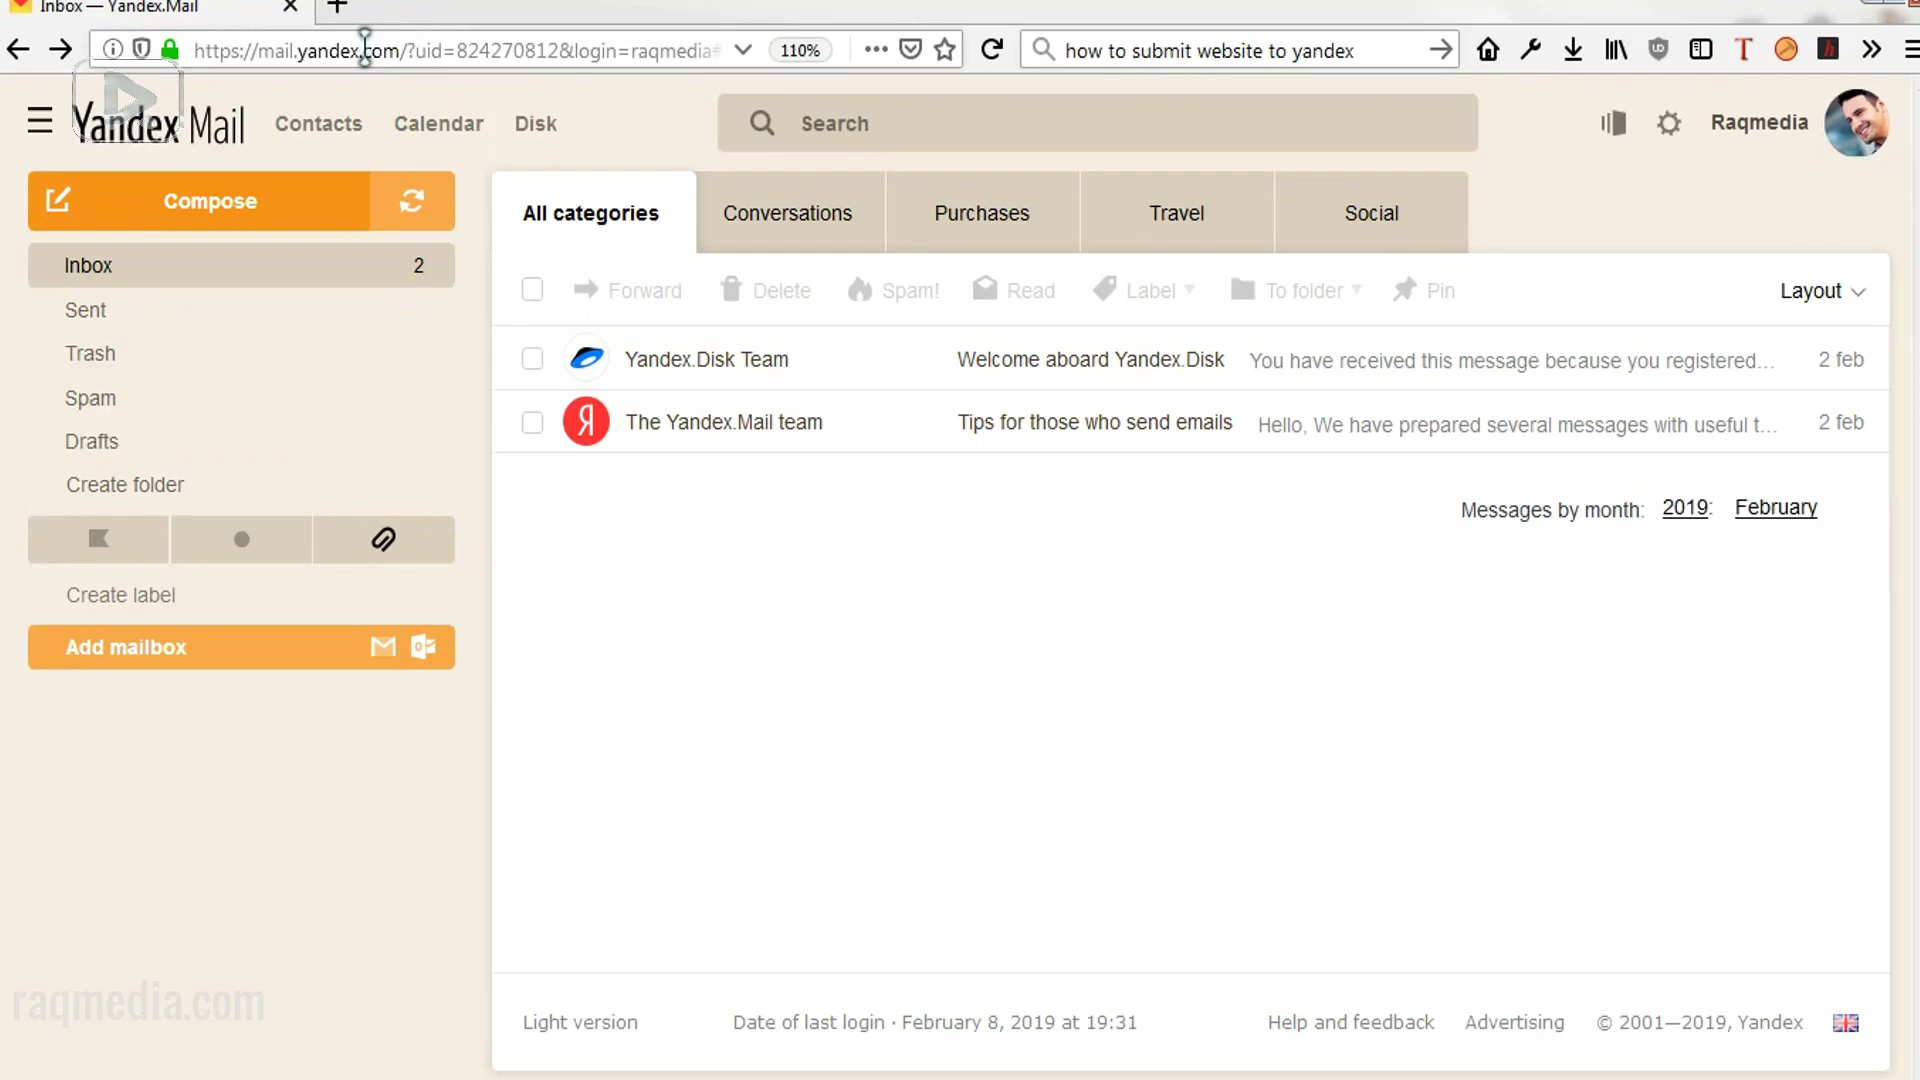 Inbox — Yandex.Mail
https://mail.yandex.com/?uid=824270812&login=raqmedia#
110%
how to submit website to yandex
Yandex Mail
Contacts
Calendar
Disk
Search
Raqmedia
Compose
Inbox 2
Sent
Trash
Spam
Drafts
Create folder
Create label
Add mailbox
All categories
Conversations
Purchases
Travel
Social
Forward
Delete
Spam!
Read
Label
To folder
Pin
Layout
Yandex.Disk Team Welcome aboard Yandex.Disk You have received this message because you registered... 2 feb
The Yandex.Mail team Tips for those who send emails Hello, We have prepared several messages with useful t... 2 feb
Messages by month: 2019: February
raqmedia.com
Light version
Date of last login · February 8, 2019 at 19:31
Help and feedback
Advertising
© 2001—2019, Yandex